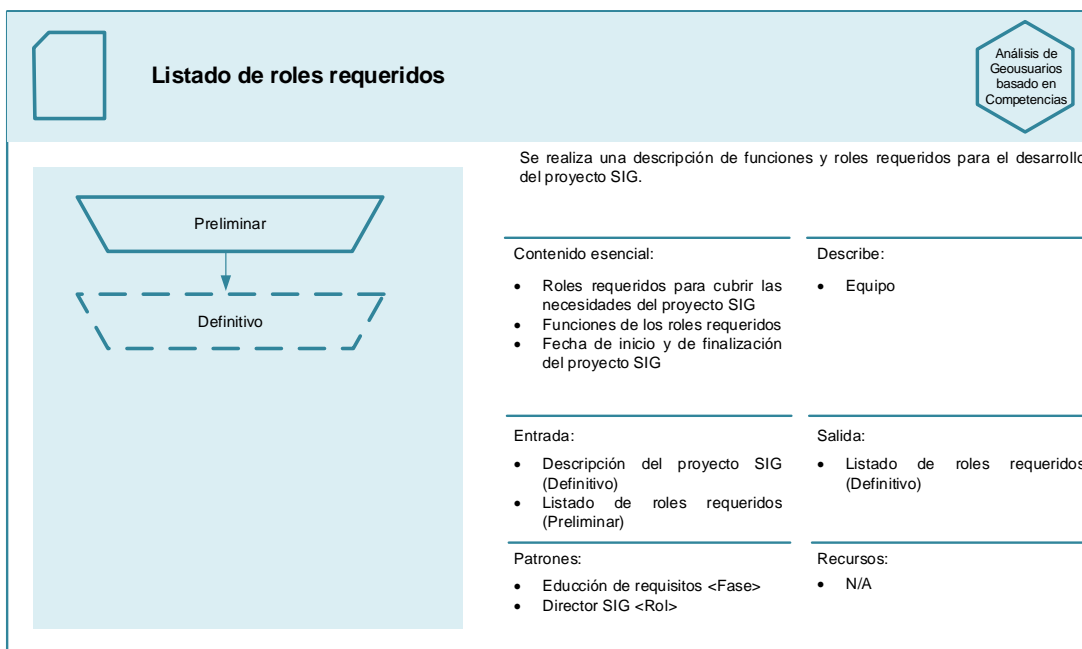 Listado de roles requeridos
Análisis de
Geousuarios
basado en
Competencias
Preliminar
Definitivo
Se realiza una descripción de funciones y roles requeridos para el desarrollo
del proyecto SIG.
Contenido esencial:
• Roles requeridos para cubrir las
necesidades del proyecto SIG
• Funciones de los roles requeridos
• Fecha de inicio y de finalización
del proyecto SIG
Describe:
• Equipo
Entrada:
• Descripción del proyecto SIG
(Definitivo)
• Listado de roles requeridos
(Preliminar)
Salida:
• Listado de roles requeridos
(Definitivo)
Patrones:
• Educción de requisitos <Fase>
• Director SIG <Rol>
Recursos:
• N/A